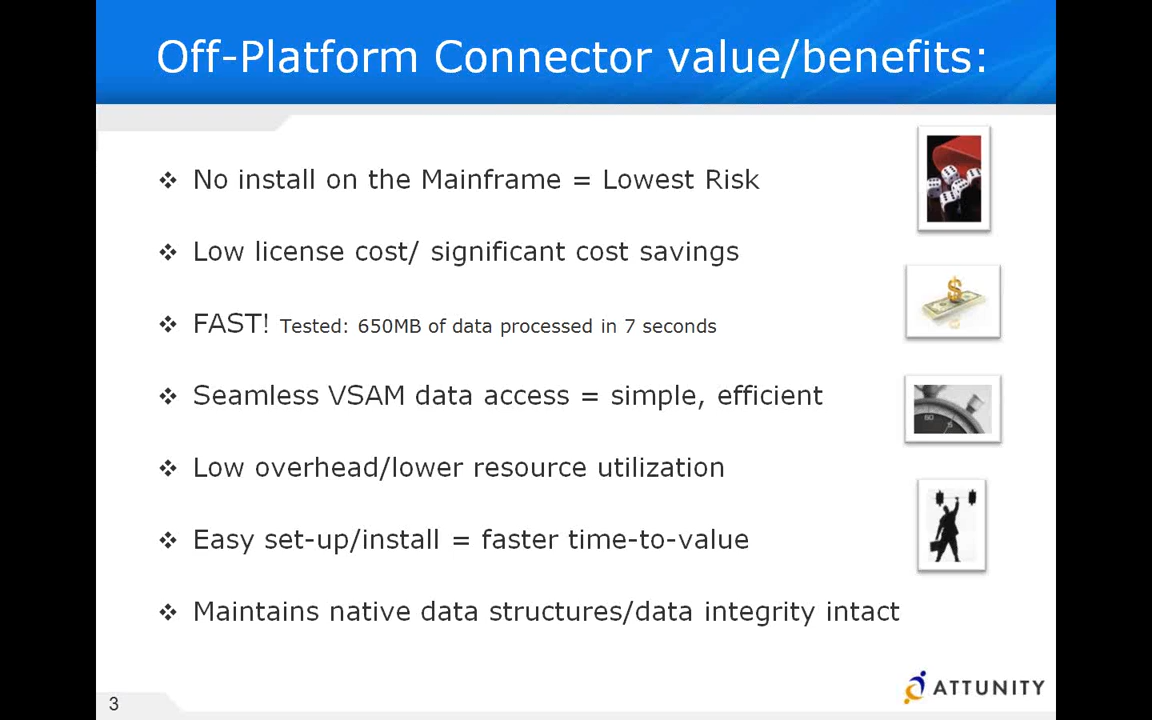 Off-Platform Connector value/benefits:
No install on the Mainframe = Lowest Risk
Low license cost/ significant cost savings
FAST! Tested: 650MB of data processed in 7 seconds
Seamless VSAM data access = simple, efficient
Low overhead/lower resource utilization
Easy set-up/install = faster time-to-value
Maintains native data structures/data integrity intact
60
$
3
ATTUNITY